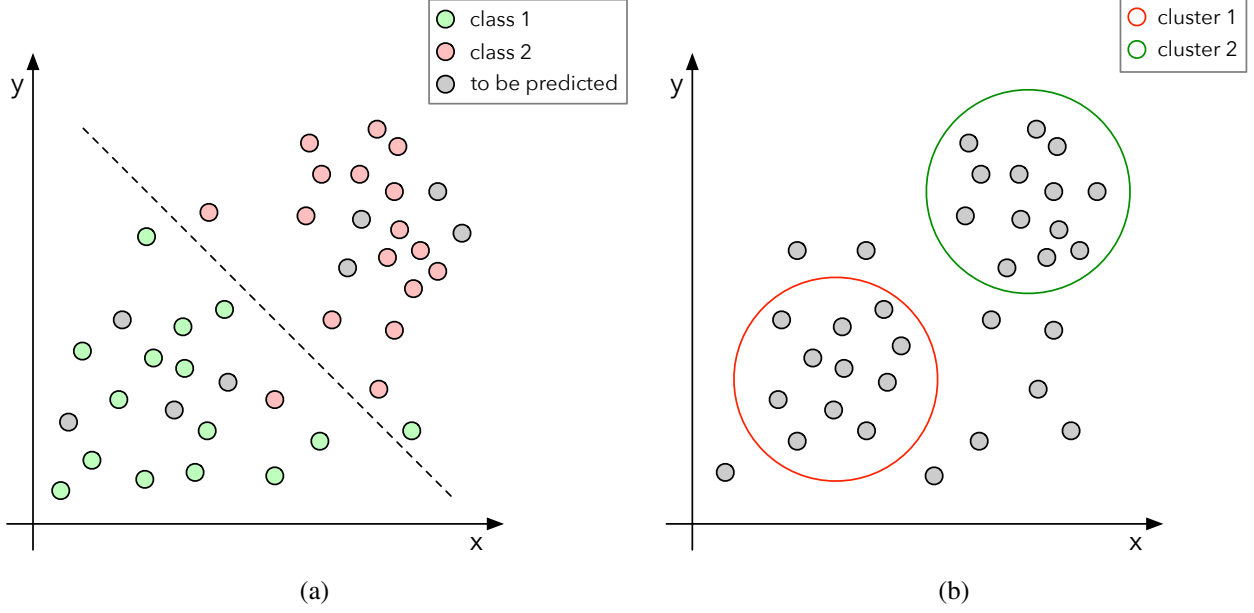 class 1
class 2
to be predicted
y
x
(a)
cluster 1
cluster 2
y
x
(b)